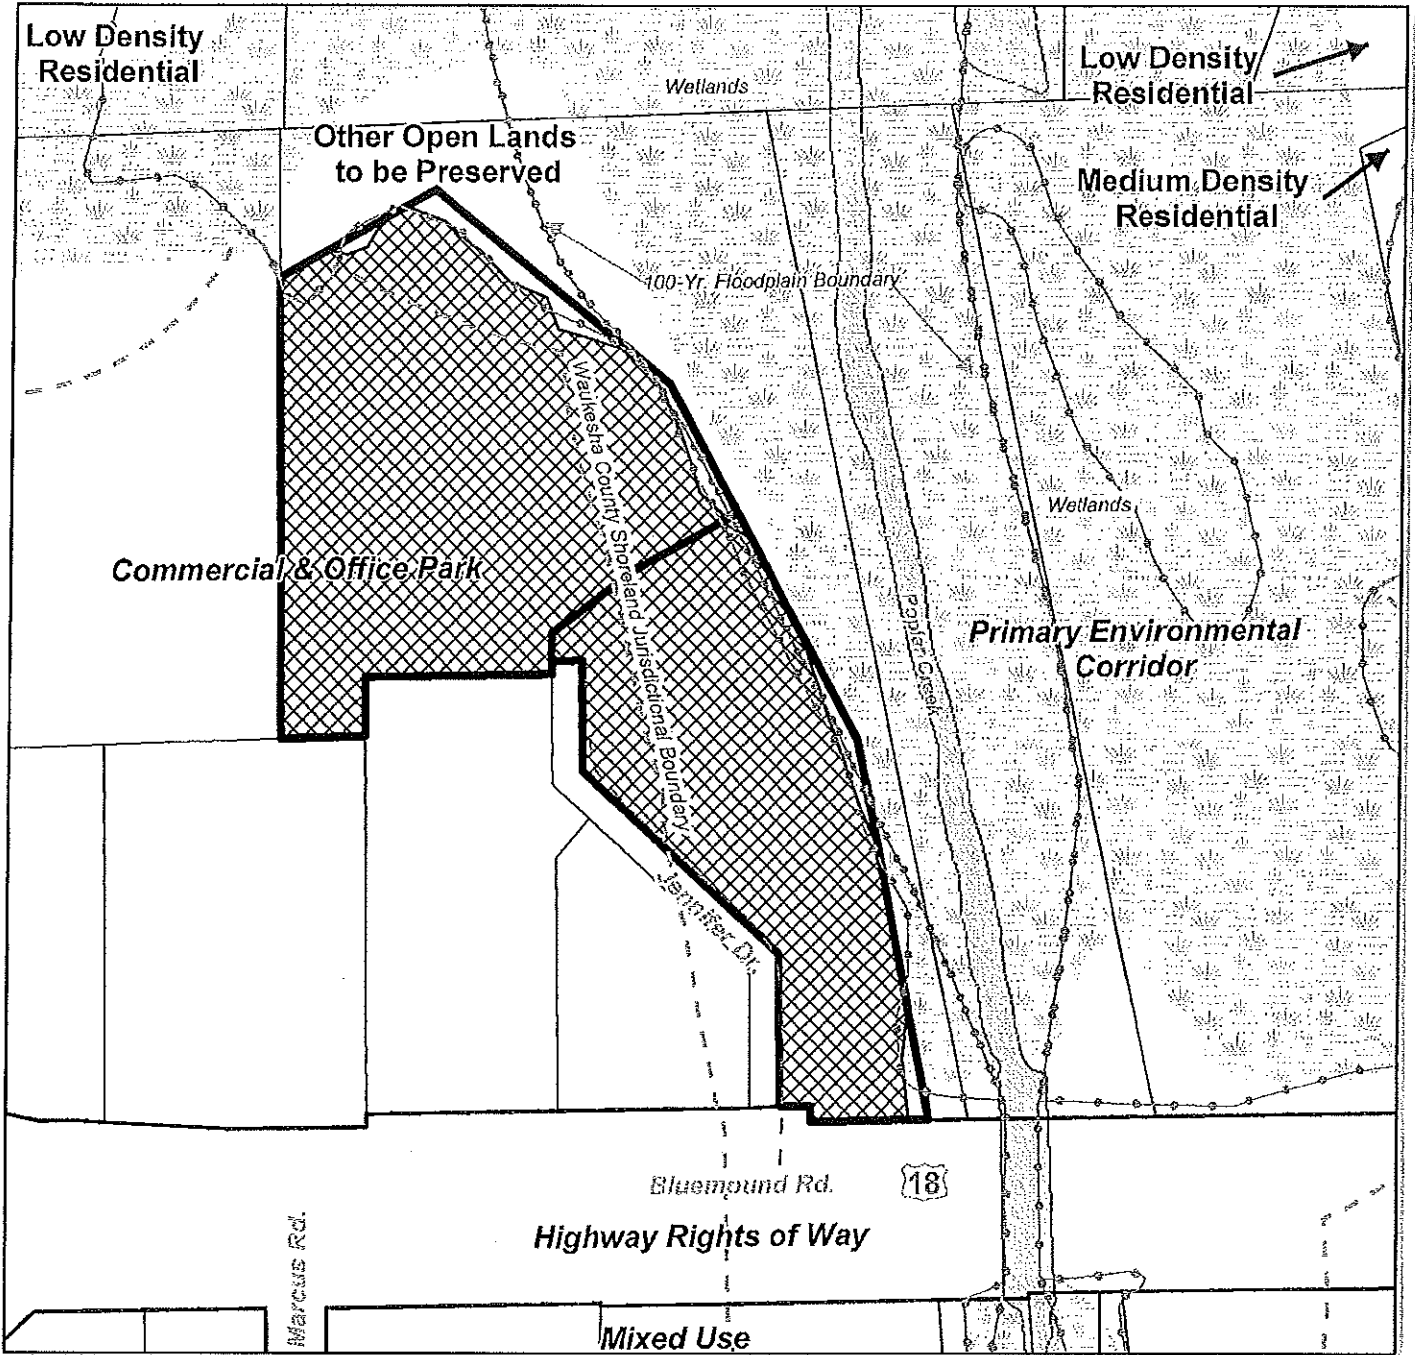 Low Density
Residential
Low Density
Residential
Wetlands
Other Open Lands
to be Preserved
Medium Density
Residential
100-Yr. Floodplain Boundary
Waukesha County Shoreland Jurisdictional Boundary
Wetlands
Commercial & Office Park
Poplar Creek
Primary Environmental
Corridor
Jennifer Dr.
Bluemound Rd.
18
Highway Rights of Way
Marcus Rd.
Mixed Use